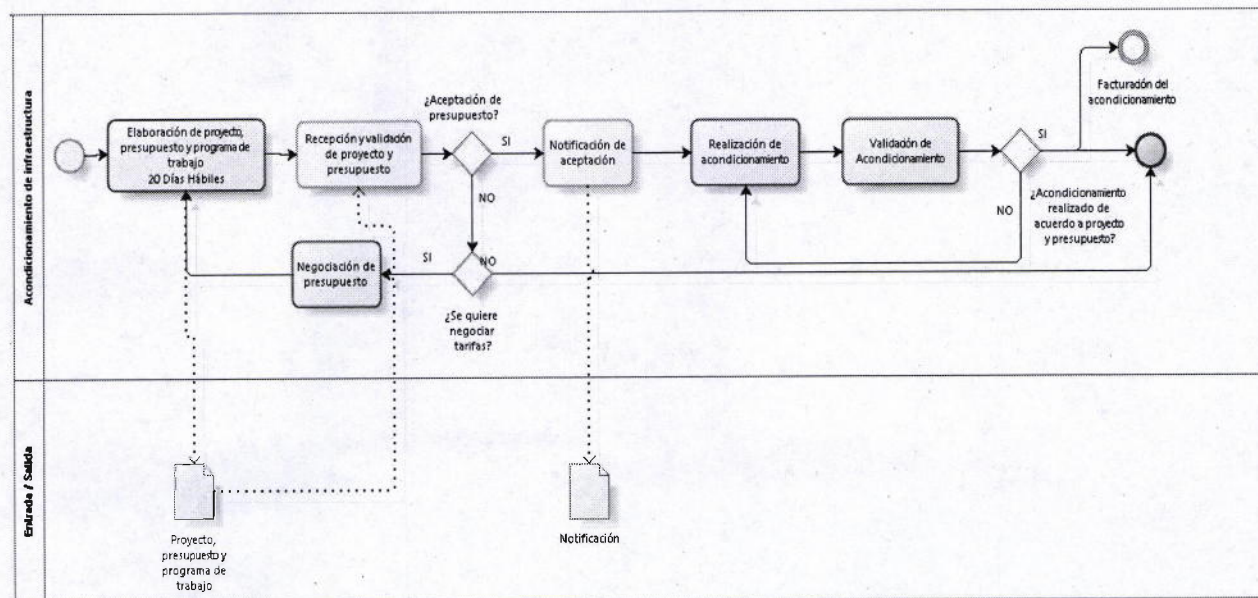 Acondicionamiento de infraestructura
Elaboración de proyecto,
presupuesto y programa de
trabajo
20 Días Hábiles
Recepción y validación
de proyecto y
presupuesto
¿Aceptación de
presupuesto?
SI
NO
Notificación de
aceptación
Realización de
acondicionamiento
Validación de
Acondicionamiento
SI
NO
¿Acondicionamiento
realizado de
acuerdo a proyecto
y presupuesto?
Facturación del
acondicionamiento
Negociación de
presupuesto
SI
NO
¿Se quiere
negociar
tarifas?
Entrada / Salida
Proyecto,
presupuesto y
programa de
trabajo
Notificación